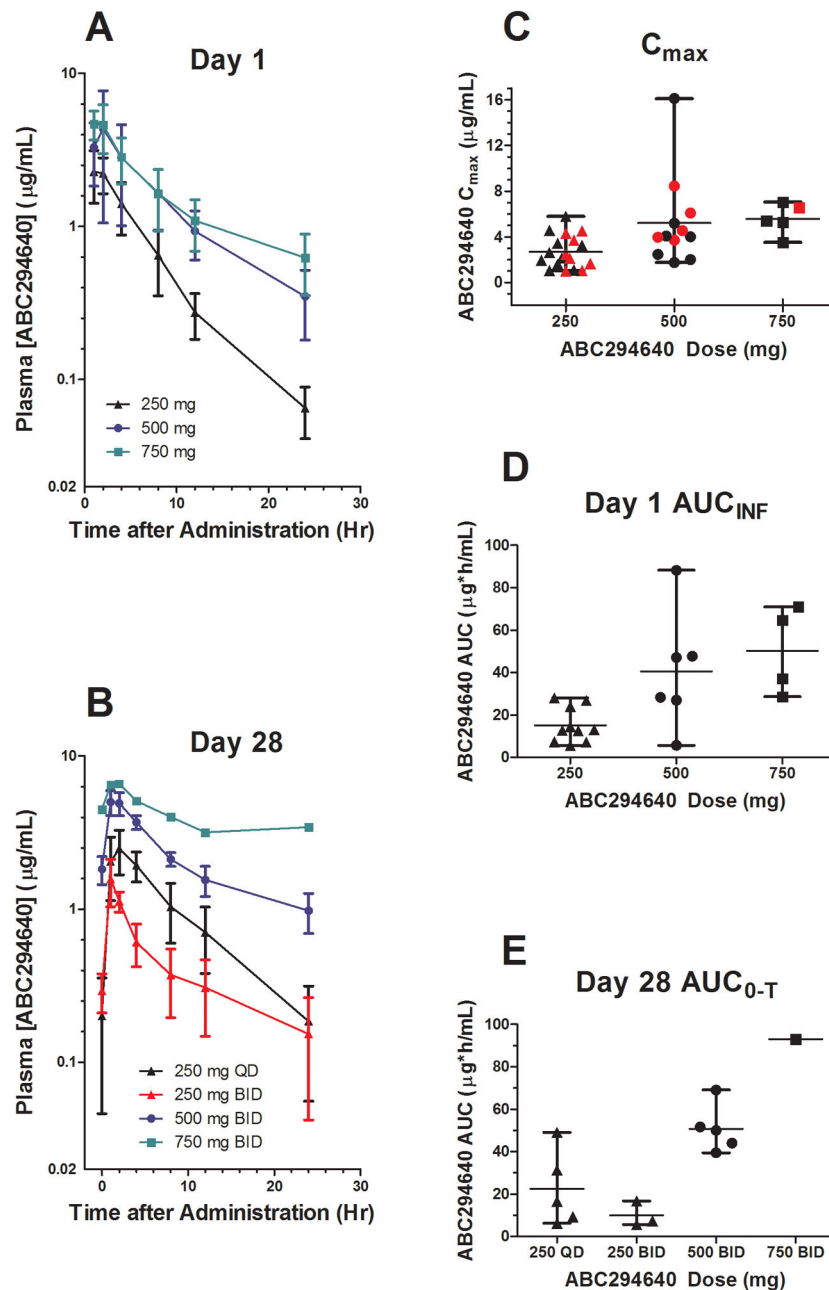 A
Day 1
10
1
0.1
0.02
Plasma [ABC294640] (μg/mL)
250 mg
500 mg
750 mg
0 10 20 30
Time after Administration (Hr)
B
Day 28
10
1
0.1
0.02
Plasma [ABC294640] (μg/mL)
250 mg QD
250 mg BID
500 mg BID
750 mg BID
0 10 20 30
Time after Administration (Hr)
C
Cmax
16
12
8
4
0
ABC294640 Cmax (μg/mL)
250 500 750
ABC294640 Dose (mg)
D
Day 1 AUCINF
100
80
60
40
20
0
ABC294640 AUC (μg*h/mL)
250 500 750
ABC294640 Dose (mg)
E
Day 28 AUC0-T
100
80
60
40
20
0
ABC294640 AUC (μg*h/mL)
250 QD 250 BID 500 BID 750 BID
ABC294640 Dose (mg)